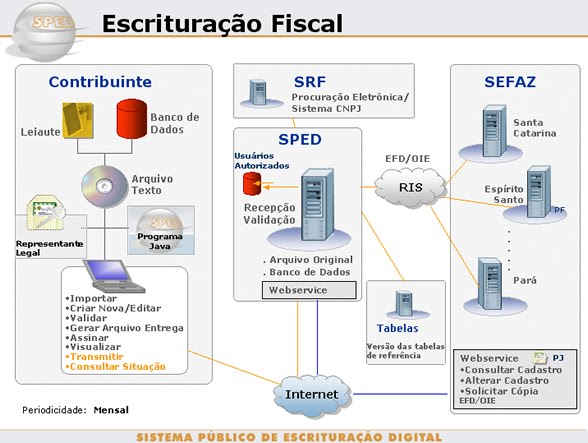 SPED
Escrituração Fiscal
Contribuinte
Leiaute
Banco de
Dados
Arquivo
Texto
Representante
Legal
SPED
Programa
Java
•Importar
•Criar Nova/Editar
•Validar
•Gerar Arquivo Entrega
•Assinar
•Visualizar
•Transmitir
•Consultar Situação
Periodicidade: Mensal
SRF
Procuração Eletrônica/
Sistema CNPJ
SPED
Usuários
Autorizados
Recepção
Validação
. Arquivo Original
. Banco de Dados
Webservice
EFD/OIE
RIS
Tabelas
Versão das tabelas
de referência
Internet
SEFAZ
Santa
Catarina
Espírito
Santo
PF
Pará
Webservice PJ
•Consultar Cadastro
•Alterar Cadastro
•Solicitar Cópia
EFD/OIE
SISTEMA PÚBLICO DE ESCRITURAÇÃO DIGITAL